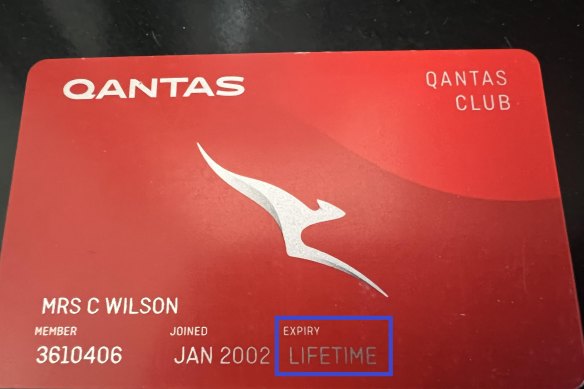 QANTAS
QANTAS
CLUB
MRS C WILSON
MEMBER JOINED EXPIRY
3610406 JAN 2002 LIFETIME